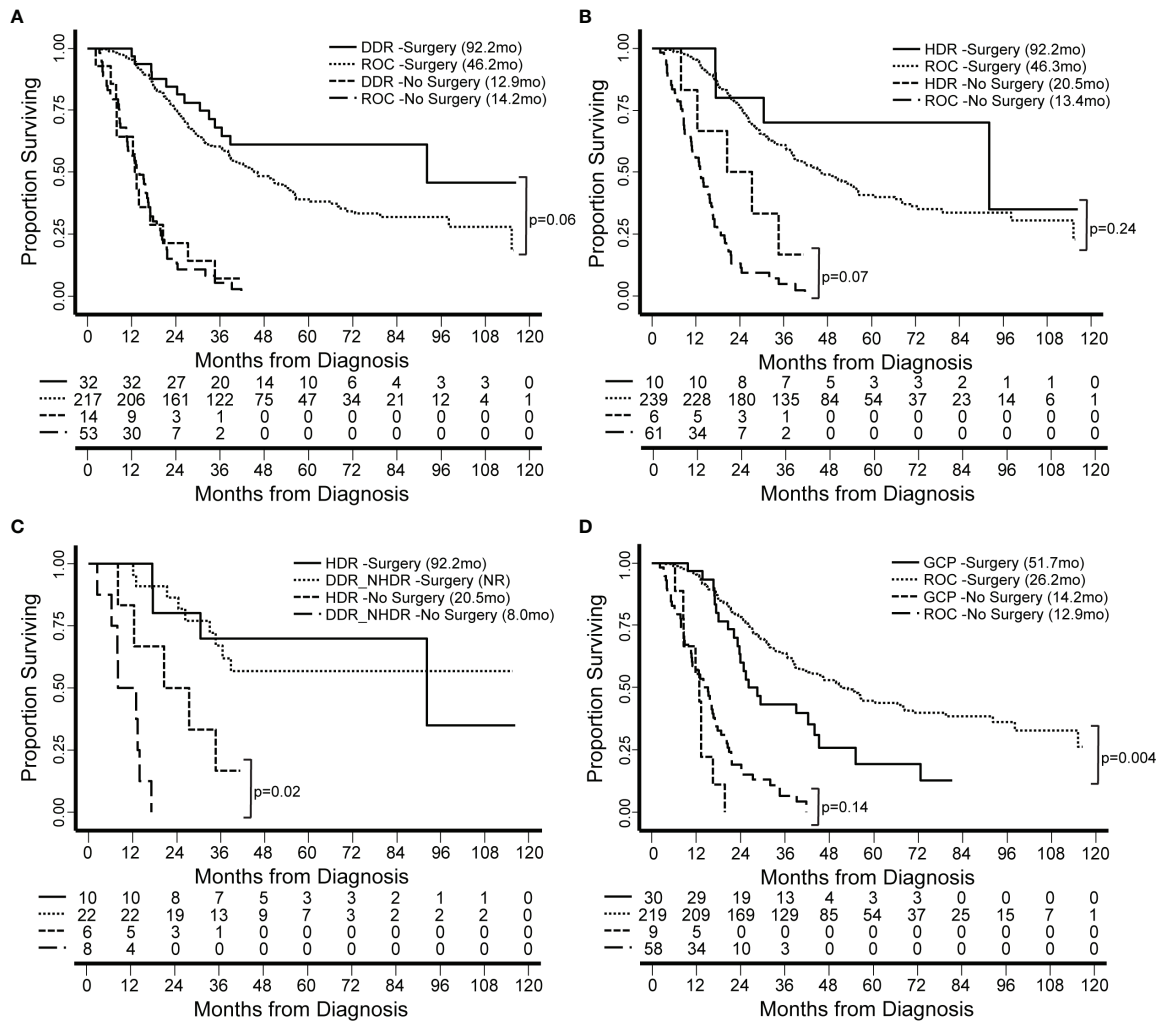 A
Proportion Surviving
1.00
0.75
0.50
0.25
0.00
DDR -Surgery (92.2mo)
ROC -Surgery (46.2mo)
DDR -No Surgery (12.9mo)
ROC -No Surgery (14.2mo)
p=0.06
0 12 24 36 48 60 72 84 96 108 120
Months from Diagnosis
32 32 27 20 14 10 6 4 3 3 0
217 206 161 122 75 47 34 21 12 4 1
14 9 3 1 0 0 0 0 0 0 0
53 30 7 2 0 0 0 0 0 0 0
0 12 24 36 48 60 72 84 96 108 120
Months from Diagnosis
B
Proportion Surviving
1.00
0.75
0.50
0.25
0.00
HDR -Surgery (92.2mo)
ROC -Surgery (46.3mo)
HDR -No Surgery (20.5mo)
ROC -No Surgery (13.4mo)
p=0.24
p=0.07
0 12 24 36 48 60 72 84 96 108 120
Months from Diagnosis
10 10 8 7 5 3 3 2 1 1 0
239 228 180 135 84 54 37 23 14 6 1
6 5 3 1 0 0 0 0 0 0 0
61 34 7 2 0 0 0 0 0 0 0
0 12 24 36 48 60 72 84 96 108 120
Months from Diagnosis
C
Proportion Surviving
1.00
0.75
0.50
0.25
0.00
HDR -Surgery (92.2mo)
DDR_NHDR -Surgery (NR)
HDR -No Surgery (20.5mo)
DDR_NHDR -No Surgery (8.0mo)
p=0.02
0 12 24 36 48 60 72 84 96 108 120
Months from Diagnosis
10 10 8 7 5 3 3 2 1 1 0
22 22 19 13 9 7 3 2 2 2 0
6 5 3 1 0 0 0 0 0 0 0
8 4 0 0 0 0 0 0 0 0 0
0 12 24 36 48 60 72 84 96 108 120
Months from Diagnosis
D
Proportion Surviving
1.00
0.75
0.50
0.25
0.00
GCP -Surgery (51.7mo)
ROC -Surgery (26.2mo)
GCP -No Surgery (14.2mo)
ROC -No Surgery (12.9mo)
p=0.004
p=0.14
0 12 24 36 48 60 72 84 96 108 120
Months from Diagnosis
30 29 19 13 4 3 3 0 0 0 0
219 209 169 129 85 54 37 25 15 7 1
9 5 0 0 0 0 0 0 0 0 0
58 34 10 3 0 0 0 0 0 0 0
0 12 24 36 48 60 72 84 96 108 120
Months from Diagnosis